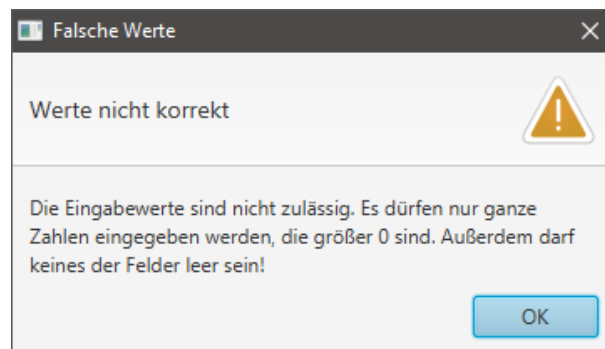 Falsche Werte
Werte nicht korrekt
Die Eingabewerte sind nicht zulässig. Es dürfen nur ganze
Zahlen eingegeben werden, die größer 0 sind. Außerdem darf
keines der Felder leer sein!
OK